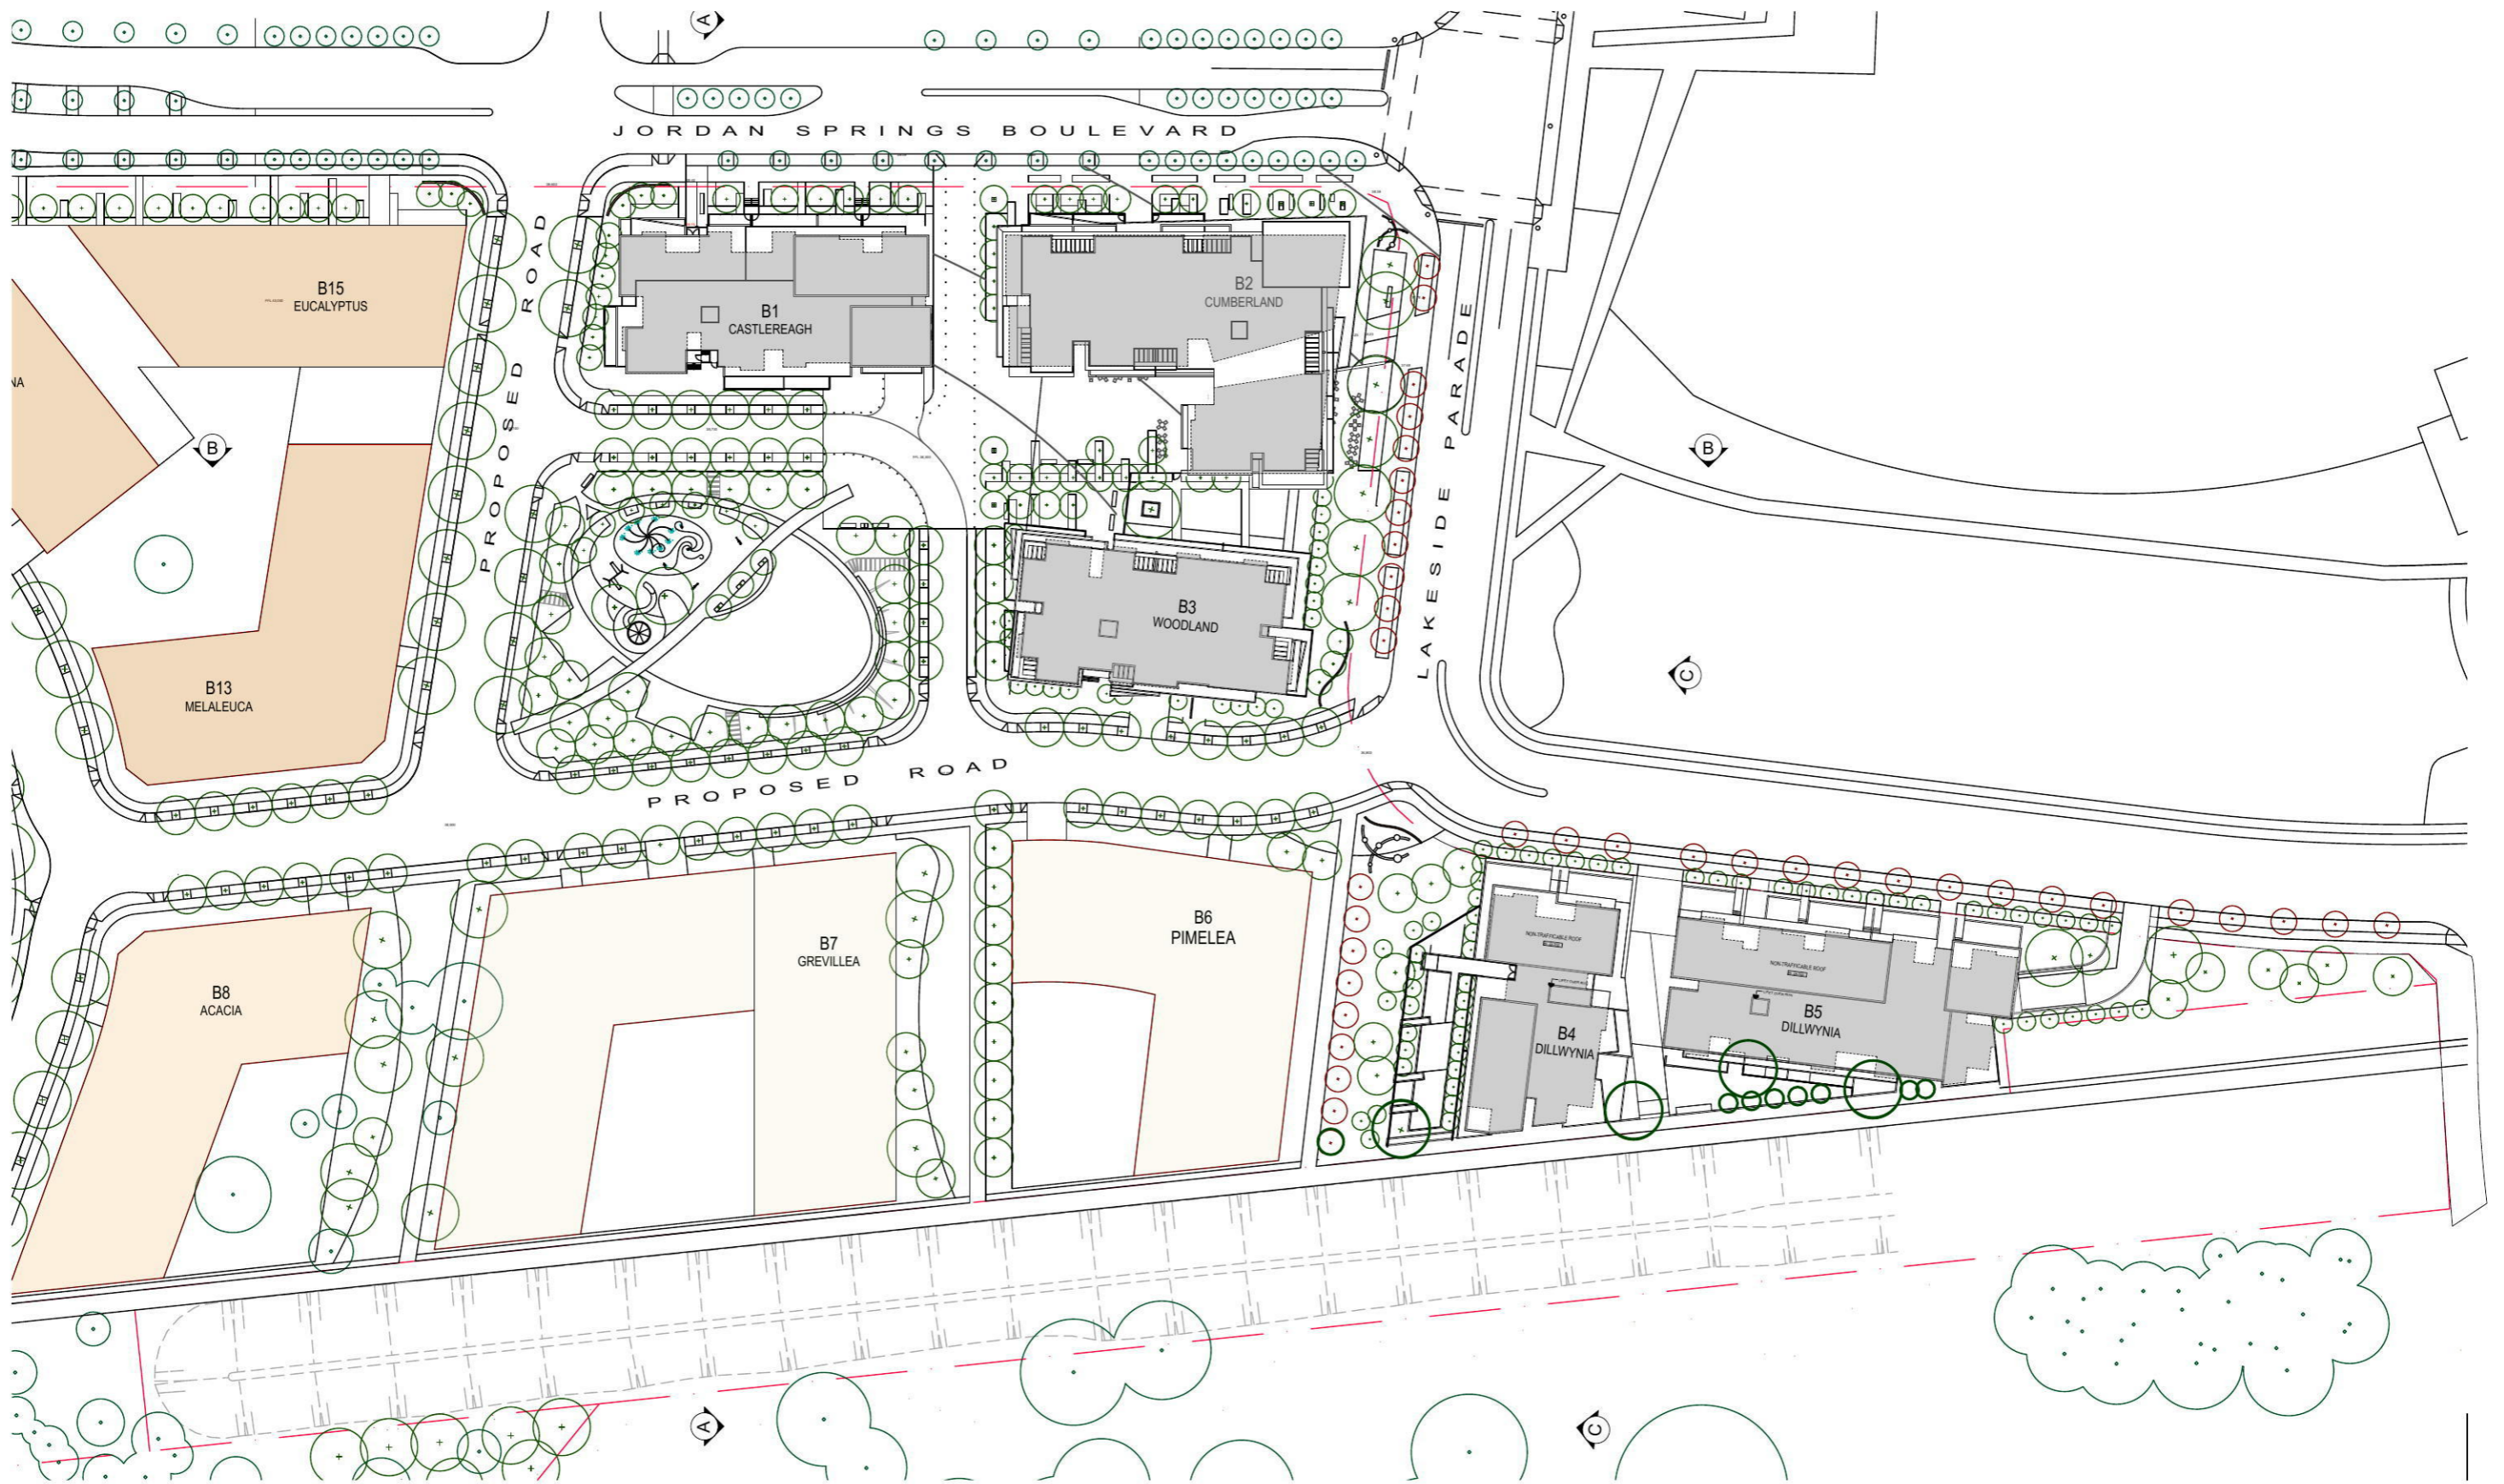 A
JORDAN SPRINGS BOULEVARD
PROPOSED ROAD
B15
EUCALYPTUS
B1
CASTLEREAGH
B2
CUMBERLAND
LAKESIDE PARADE
NA
B
B
B3
WOODLAND
B13
MELALEUCA
C
PROPOSED ROAD
B6
PIMELEA
B7
GREVILLEA
B8
ACACIA
NON-TRAFFICABLE ROOF
NON-TRAFFICABLE ROOF
B5
DILLWYNIA
B4
DILLWYNIA
A
C